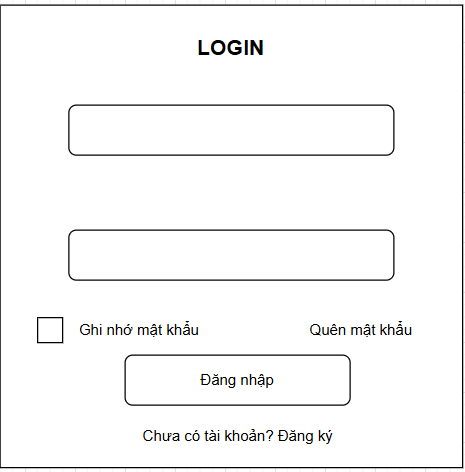 LOGIN
Ghi nhớ mật khẩu
Quên mật khẩu
Đăng nhập
Chưa có tài khoản? Đăng ký